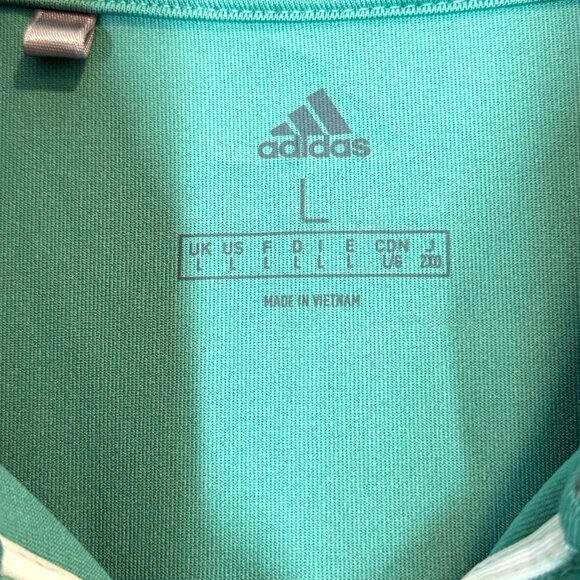 adidas
L
UK US F D I E CDN J
L L L L L L L/G 2XO
MADE IN VIETNAM